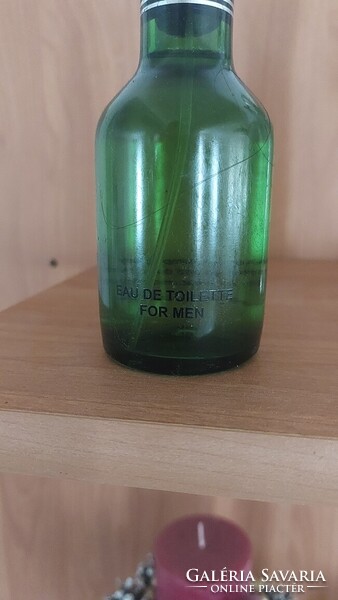 EAU DE TOILETTE
FOR MEN
GALÉRIA SAVARIA
ONLINE PIACTÉR